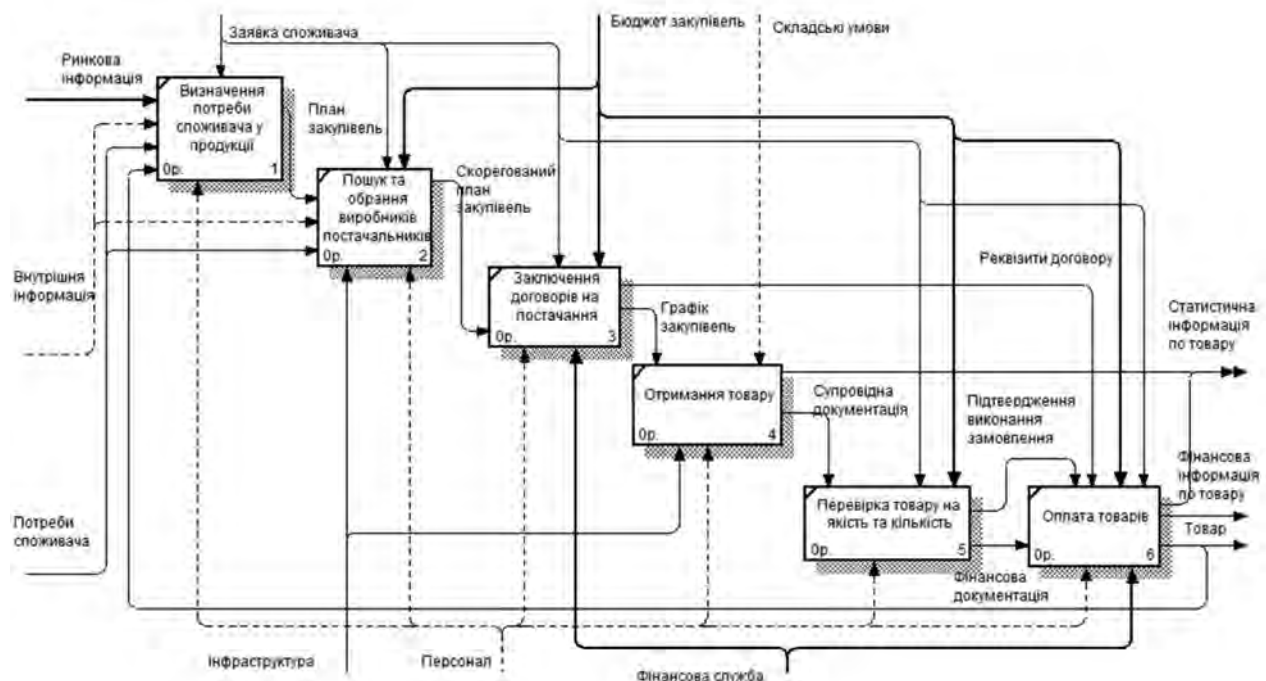 Заявка споживача
Бюджет закупівель
Складські умови
Ринкова
інформація
Визначення
потреби
споживача у
продукції
0р.
1
План
закупівель
Пошук та
обрання
виробників
постачальників
0р.
2
Скорегований
план
закупівель
Внутрішня
інформація
Заключення
договорів на
постачання
0р.
3
Реквізити договору
Графік
закупівель
Статистична
інформація
по товару
Отримання товару
0р.
4
Супровідна
документація
Підтвердження
виконання
замовлення
Фінансова
інформація
по товару
Перевірка товару на
якість та кількість
0р.
5
Оплата товарів
0р.
6
Товар
Потреби
споживача
Фінансова
документація
Інфраструктура
Персонал
Фінансова служба